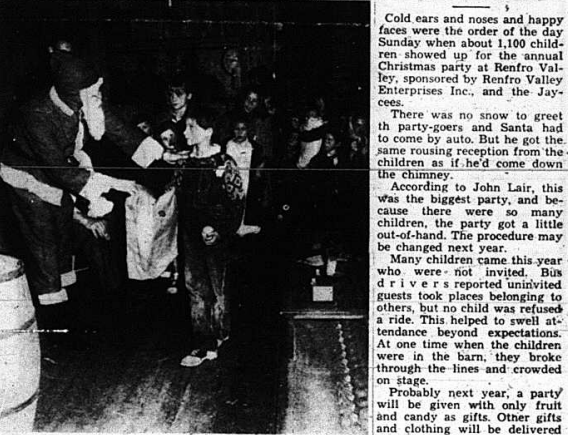 Cold ears and noses and happy
faces were the order of the day
Sunday when about 1,100 child-
ren showed up for the annual
Christmas party at Renfro Val-
ley, sponsored by Renfro Valley
Enterprises Inc., and the Jay-
cees.
There was no snow to greet
th party-goers and Santa had
to come by auto. But he got the
same rousing reception from the
children as if he'd come down
the chimney.
According to John Lair, this
was the biggest party, and be-
cause there were so many
children, the party got a little
out-of-hand. The procedure may
be changed next year.
Many children came this year
who were not invited. Bus
drivers reported uninvited
guests took places belonging to
others, but no child was refused
a ride. This helped to swell at-
tendance beyond expectations.
At one time when the children
were in the barn, they broke
through the lines and crowded
on stage.
Probably next year, a party
will be given with only fruit
and candy as gifts. Other gifts
and clothing will be delivered